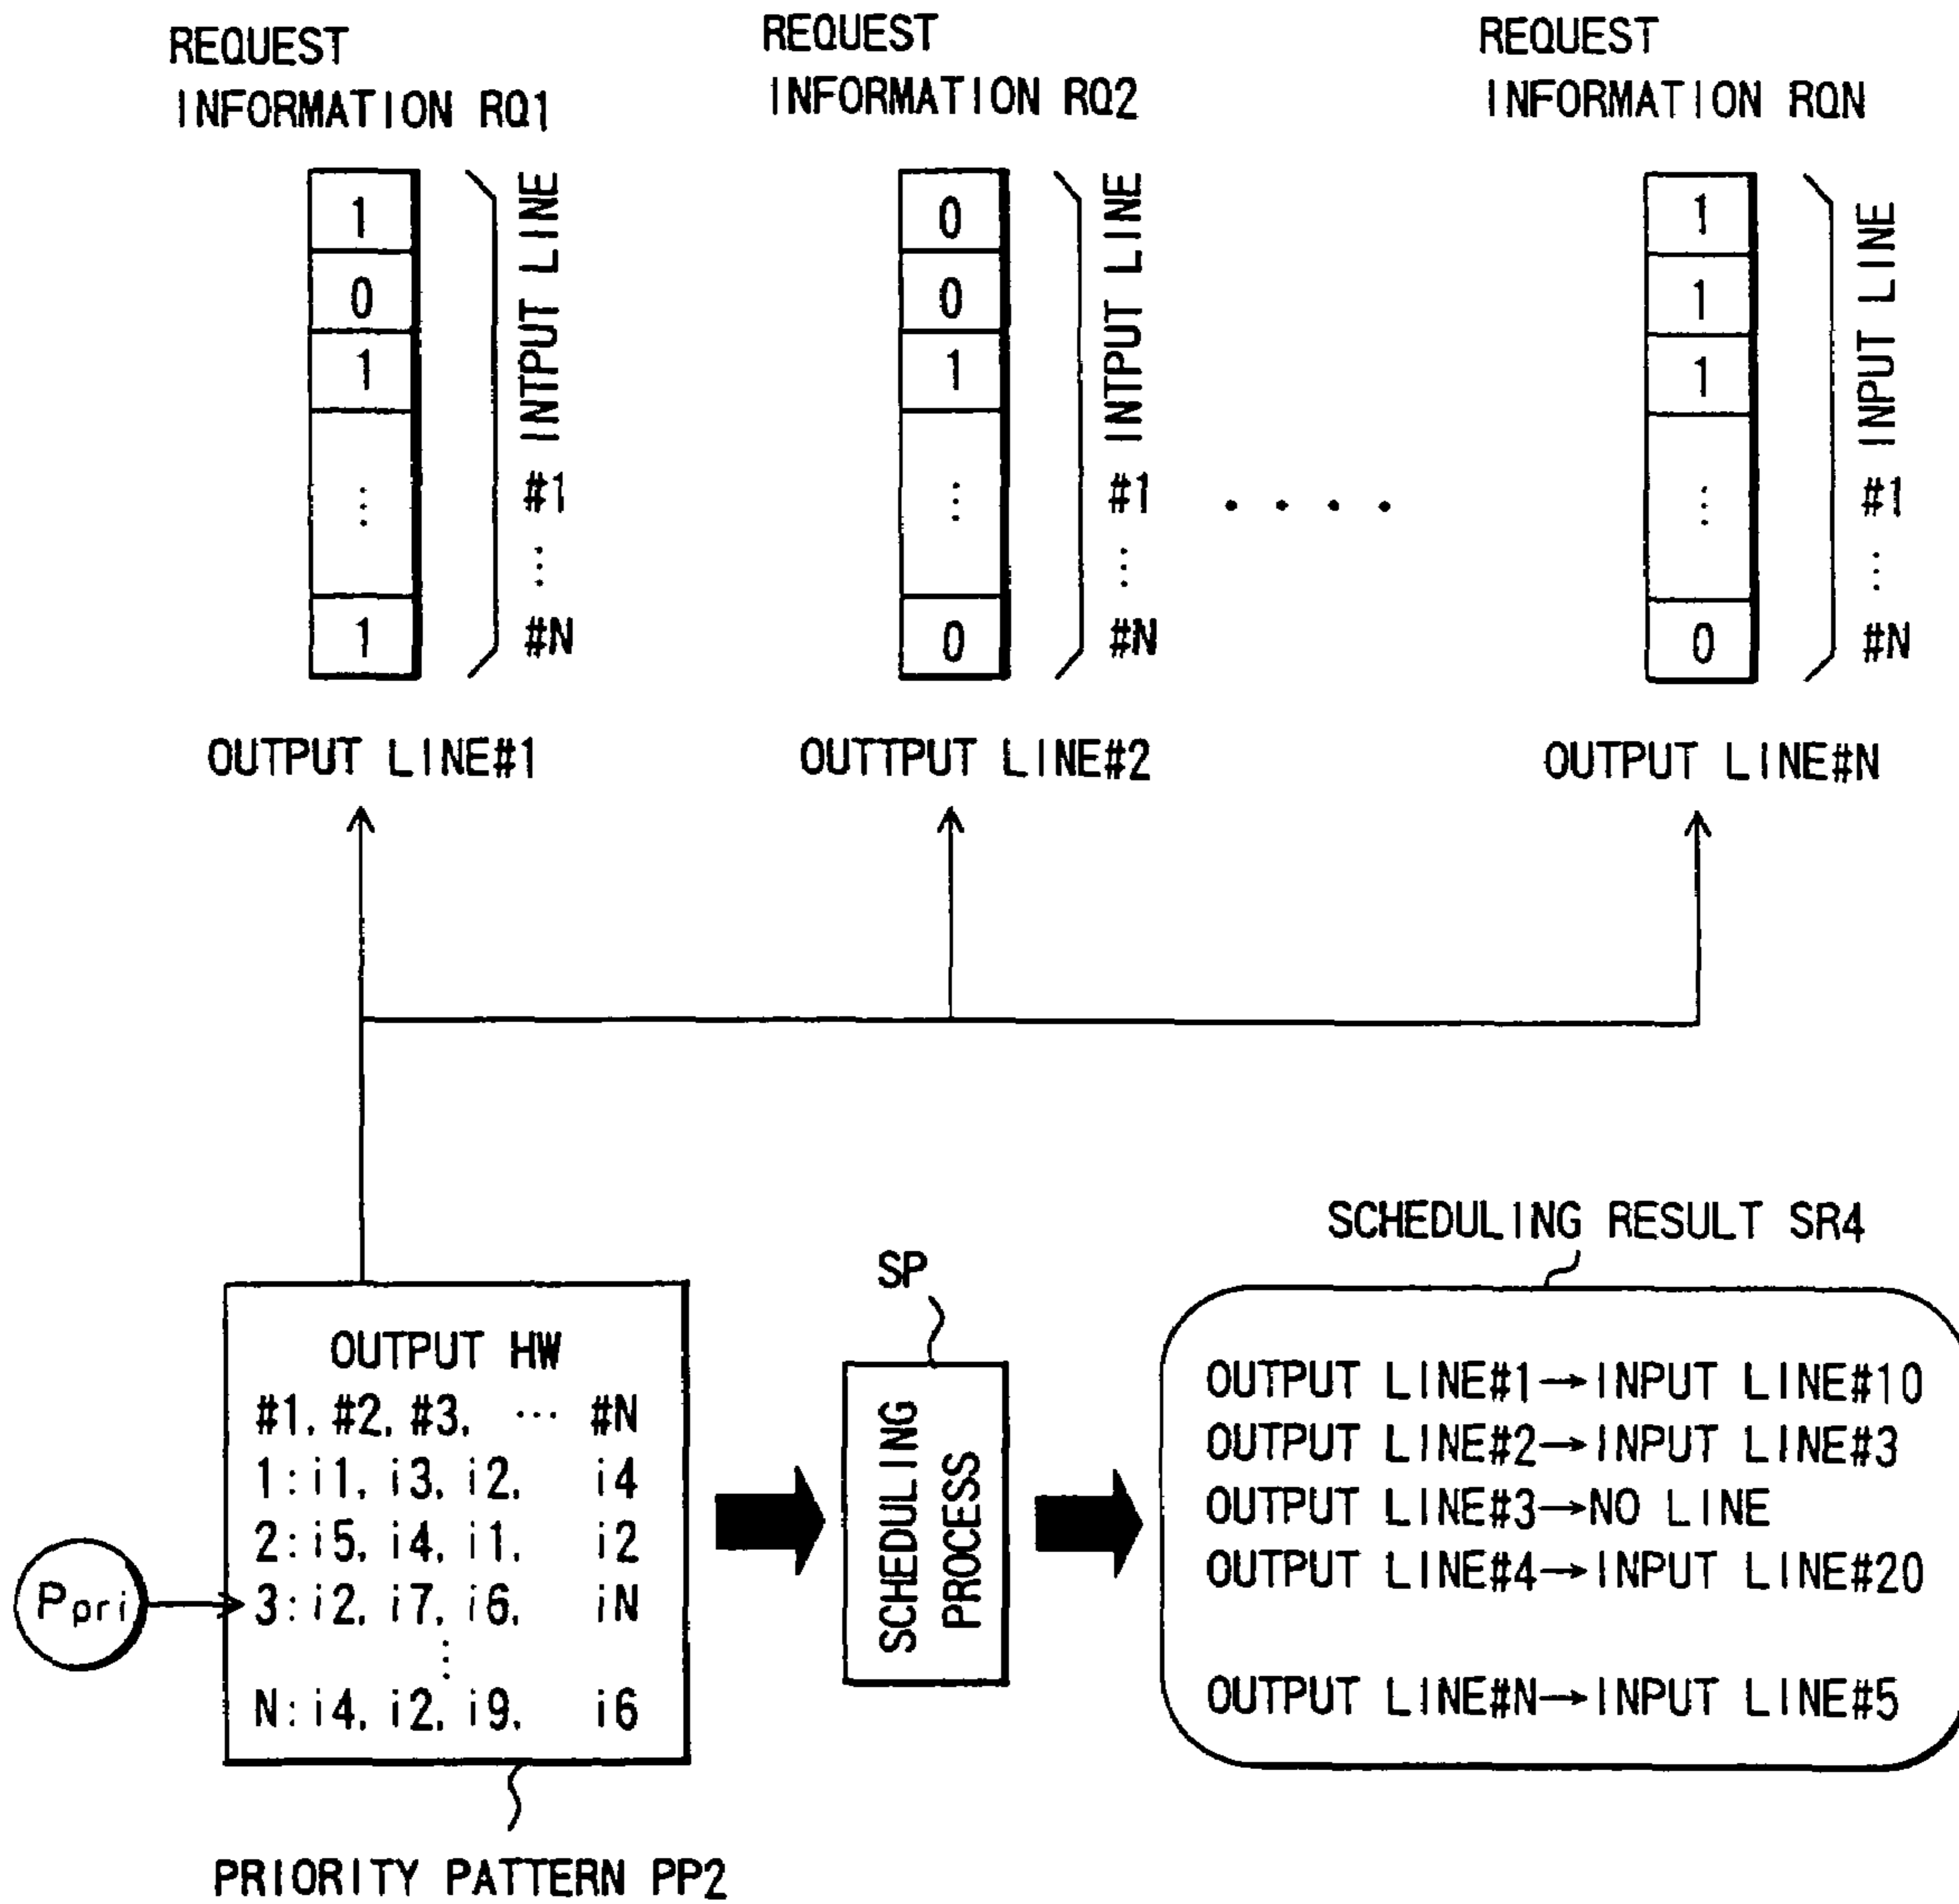 REQUEST
INFORMATION RQ1
REQUEST
INFORMATION RQ2
REQUEST
INFORMATION RQN
1
0
1
⋮
1
INTPUT LINE
#1
⋮
#N
0
0
1
⋮
0
INTPUT LINE
#1
⋮
#N
. . . .
1
1
1
⋮
0
INPUT LINE
#1
⋮
#N
OUTPUT LINE#1
OUTTPUT LINE#2
OUTPUT LINE#N
Ppri
OUTPUT HW
#1, #2, #3, ... #N
1:i1, i3, i2, i4
2:i5, i4, i1, i2
3:i2, i7, i6, iN
⋮
N:i4, i2, i9, i6
PRIORITY PATTERN PP2
SP
SCHEDULING
PROCESS
SCHEDULING RESULT SR4
OUTPUT LINE#1→INPUT LINE#10
OUTPUT LINE#2→INPUT LINE#3
OUTPUT LINE#3→NO LINE
OUTPUT LINE#4→INPUT LINE#20
OUTPUT LINE#N→INPUT LINE#5